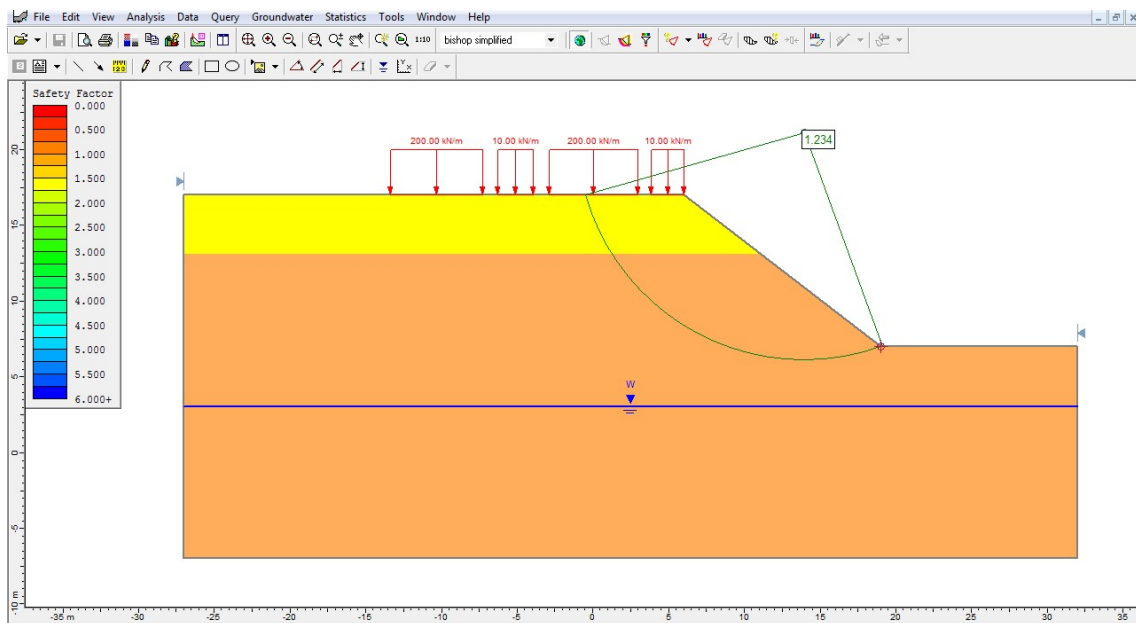 File Edit View Analysis Data Query Groundwater Statistics Tools Window Help
1:10 bishop simplified
Safety Factor
0.000
0.500
1.000
1.500
2.000
2.500
3.000
3.500
4.000
4.500
5.000
5.500
6.000+
200.00 kN/m 10.00 kN/m 200.00 kN/m 10.00 kN/m
1.234
W
20
15
10
5
0
-5
-10 m
-35 m -30 -25 -20 -15 -10 -5 0 5 10 15 20 25 30 35